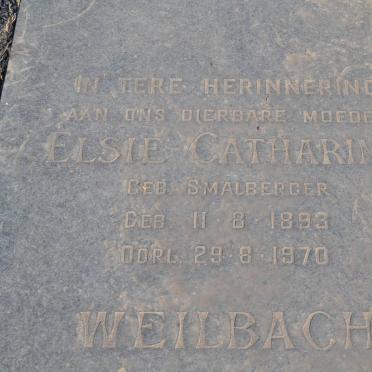 IN TERE HERINNERING
AAN ONS DIERBARE MOEDE
ELSIE CATHARIN
GEB. SMALBERGER
GEB. 11·8·1893
OORL. 29·8·1970
WEILBACH